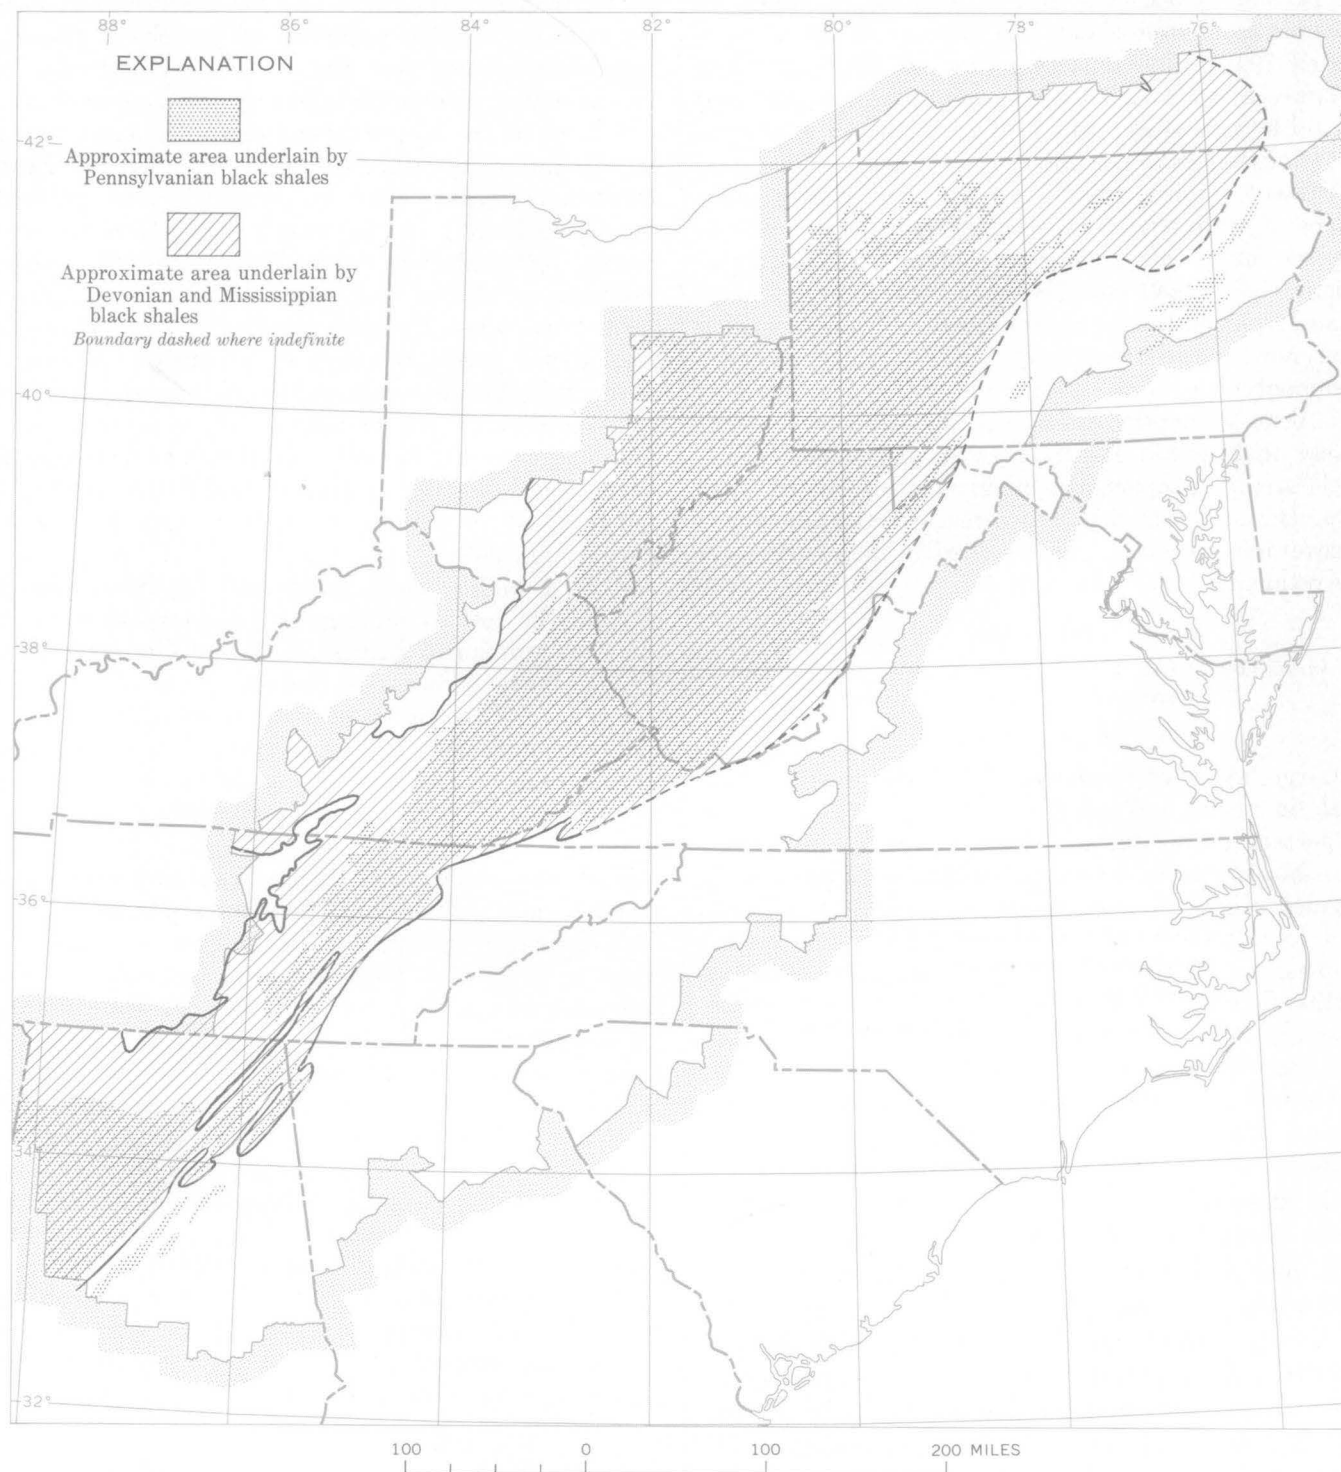 88°
86°
84°
82°
80°
78°
76°
EXPLANATION
Approximate area underlain by
Pennsylvanian black shales
Approximate area underlain by
Devonian and Mississippian
black shales
Boundary dashed where indefinite
42°
40°
38°
36°
34°
32°
100 0 100 200 MILES